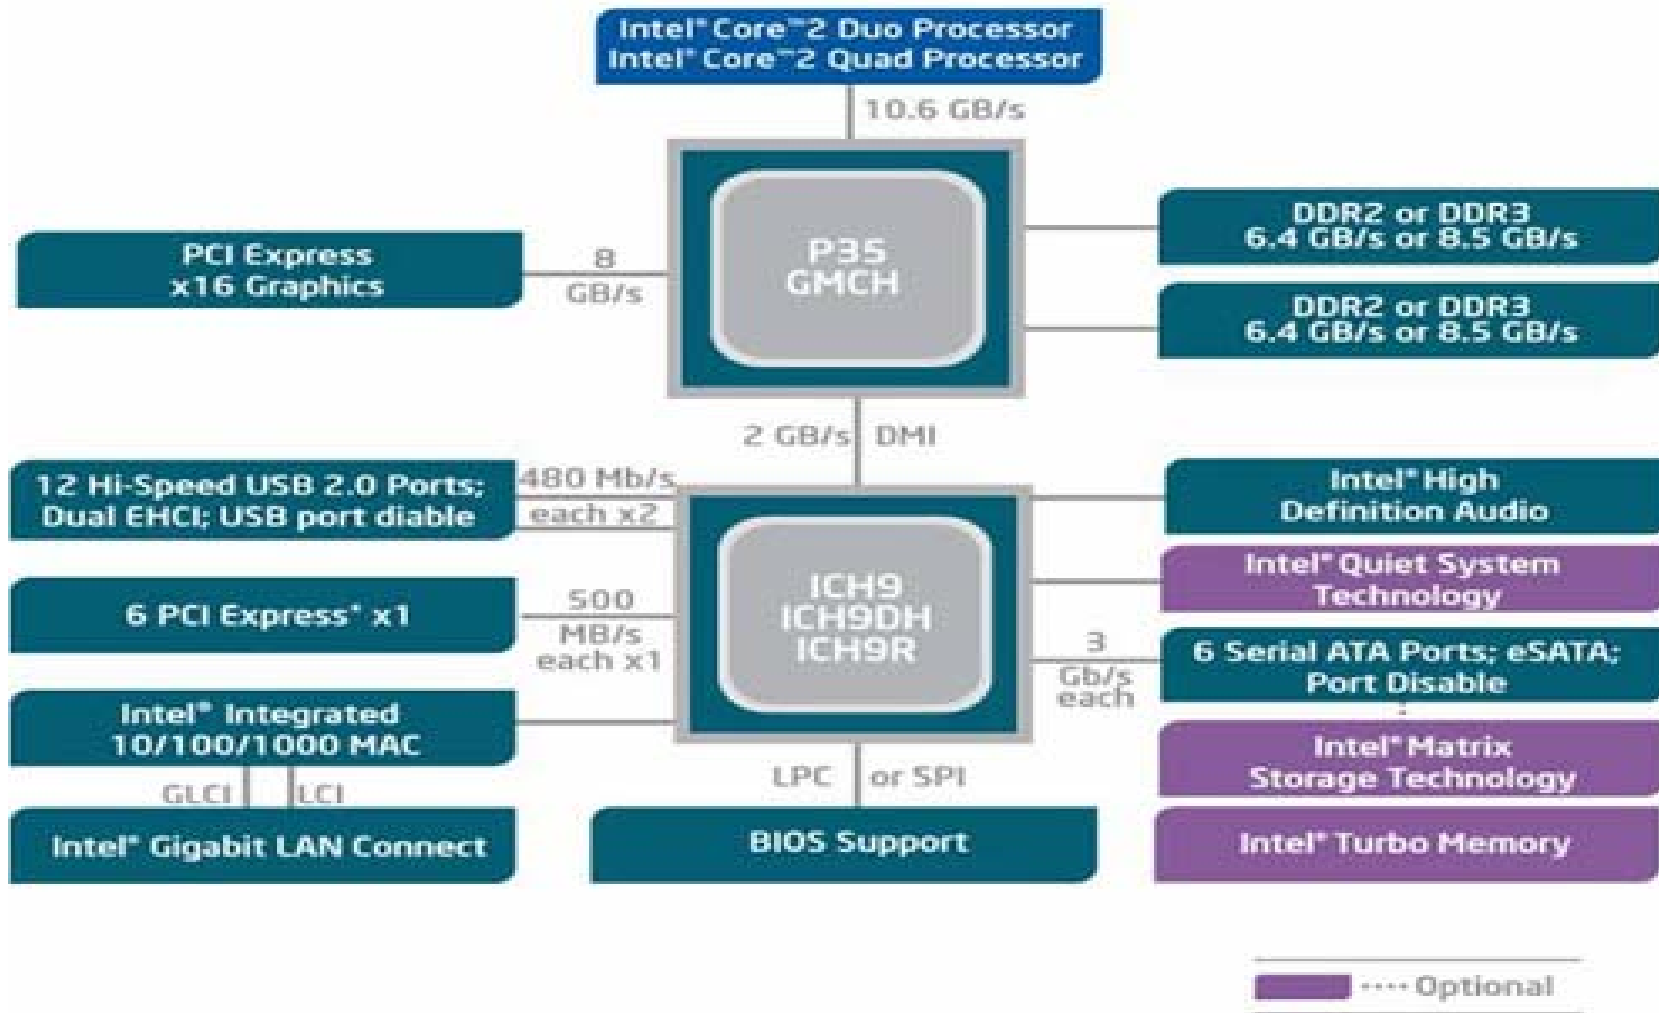 Intel® Core™2 Duo Processor
Intel® Core™2 Quad Processor
10.6 GB/s
P35
GMCH
PCI Express
x16 Graphics
8
GB/s
DDR2 or DDR3
6.4 GB/s or 8.5 GB/s
DDR2 or DDR3
6.4 GB/s or 8.5 GB/s
2 GB/s DMI
12 Hi-Speed USB 2.0 Ports;
Dual EHCI; USB port diable
480 Mb/s
each x2
6 PCI Express* x1
500
MB/s
each x1
Intel® Integrated
10/100/1000 MAC
GLCI LCI
Intel® Gigabit LAN Connect
ICH9
ICH9DH
ICH9R
LPC or SPI
BIOS Support
Intel® High
Definition Audio
Intel® Quiet System
Technology
3
Gb/s
each
6 Serial ATA Ports; eSATA;
Port Disable
Intel® Matrix
Storage Technology
Intel® Turbo Memory
Optional